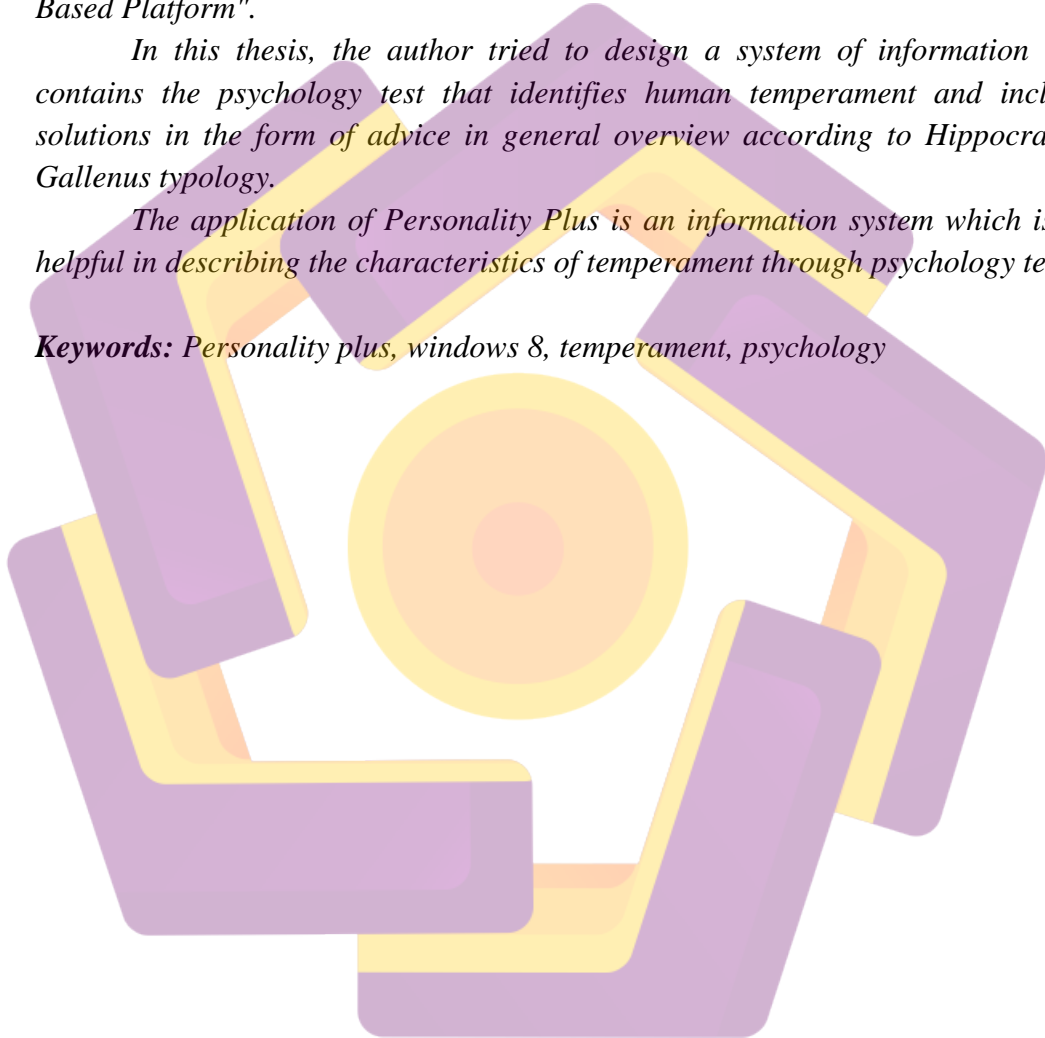 Based Platform".
In this thesis, the author tried to design a system of information
contains the psychology test that identifies human temperament and incl
solutions in the form of advice in general overview according to Hippocra
Gallenus typology.
The application of Personality Plus is an information system which is
helpful in describing the characteristics of temperament through psychology te
Keywords: Personality plus, windows 8, temperament, psychology